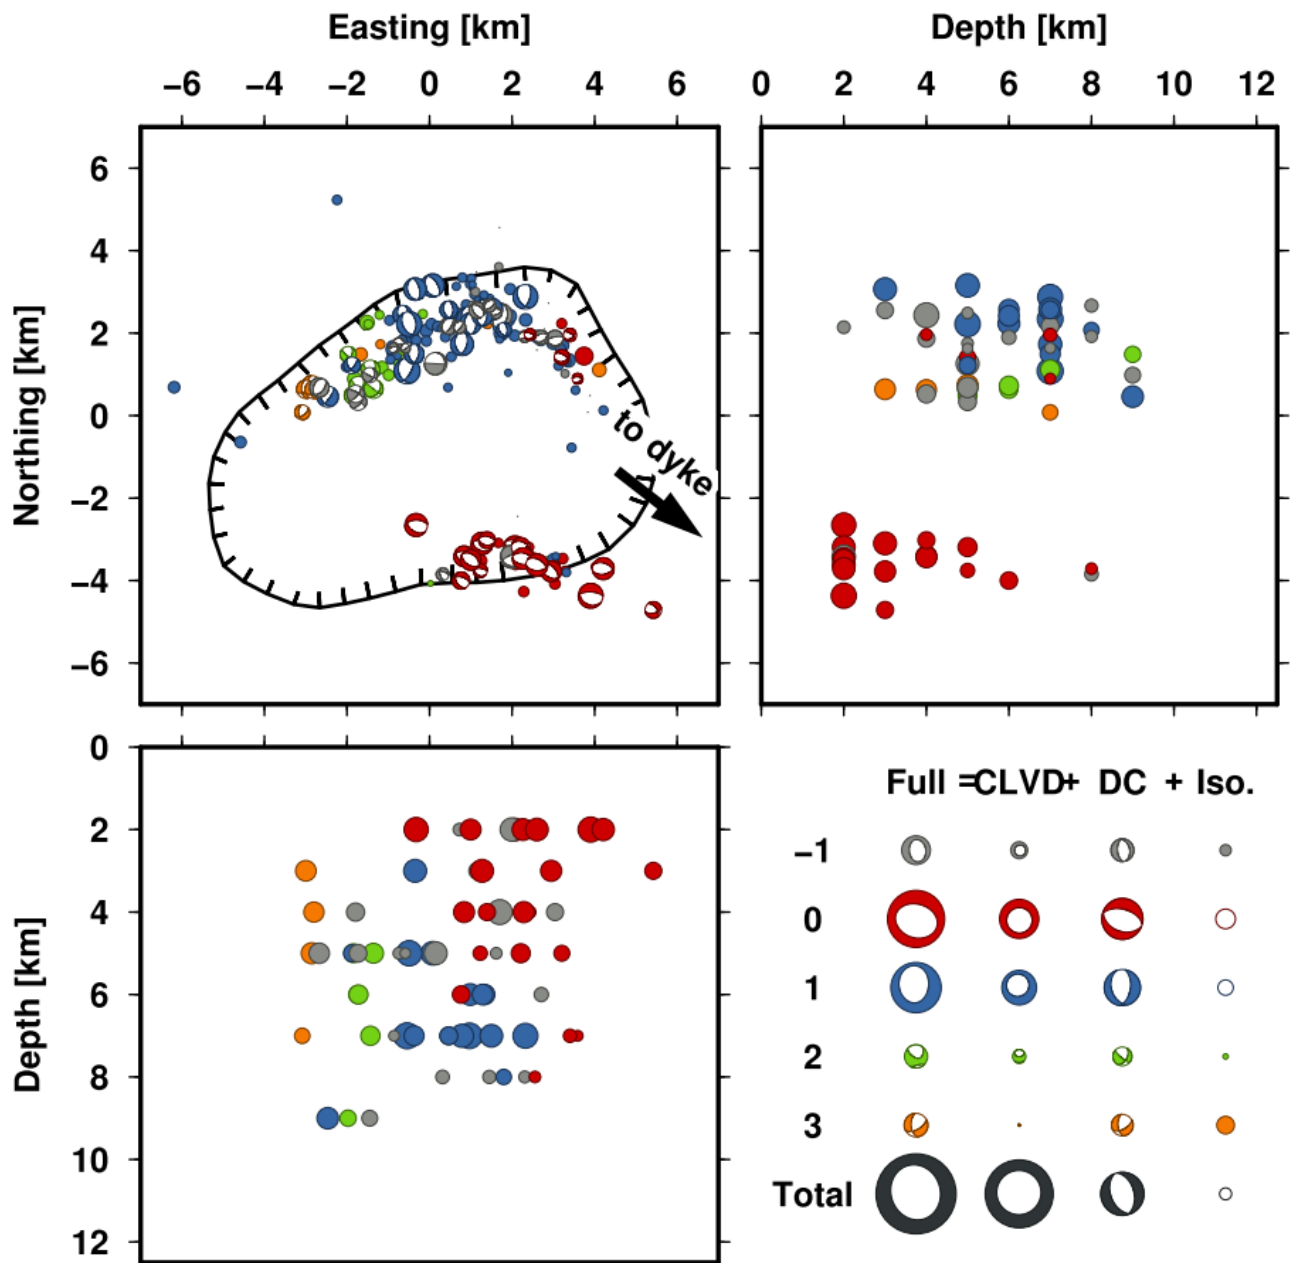 Easting [km]
Depth [km]
−6 −4 −2 0 2 4 6
0 2 4 6 8 10 12
Northing [km]
6
4
2
0
−2
−4
−6
to dyke
Depth [km]
0
2
4
6
8
10
12
Full =CLVD+ DC + Iso.
−1
0
1
2
3
Total